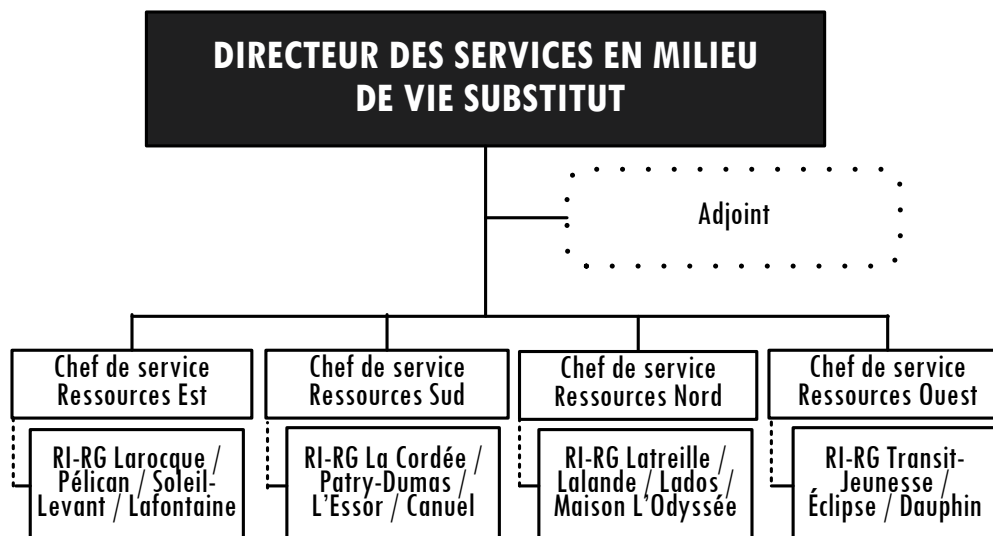 DIRECTEUR DES SERVICES EN MILIEU
DE VIE SUBSTITUT
Adjoint
Chef de service
Ressources Est
Chef de service
Ressources Sud
Chef de service
Ressources Nord
Chef de service
Ressources Ouest
RI-RG Larocque /
Pélican / Soleil-
Levant / Lafontaine
RI-RG La Cordée /
Patry-Dumas /
L'Essor / Canuel
RI-RG Latreille /
Lalande / Lados /
Maison L'Odyssée
RI-RG Transit-
Jeunesse /
Éclipse / Dauphin